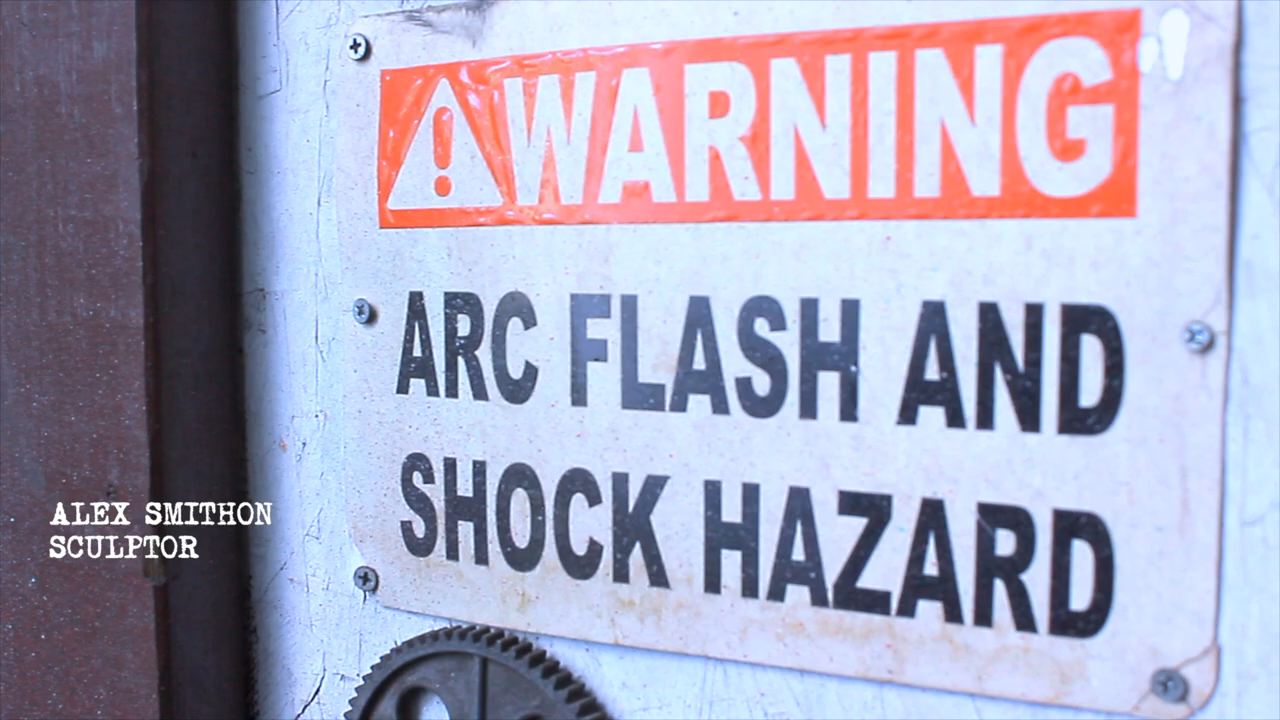 WARNING
ARC FLASH AND
SHOCK HAZARD
ALEX SMITHON
SCULPTOR